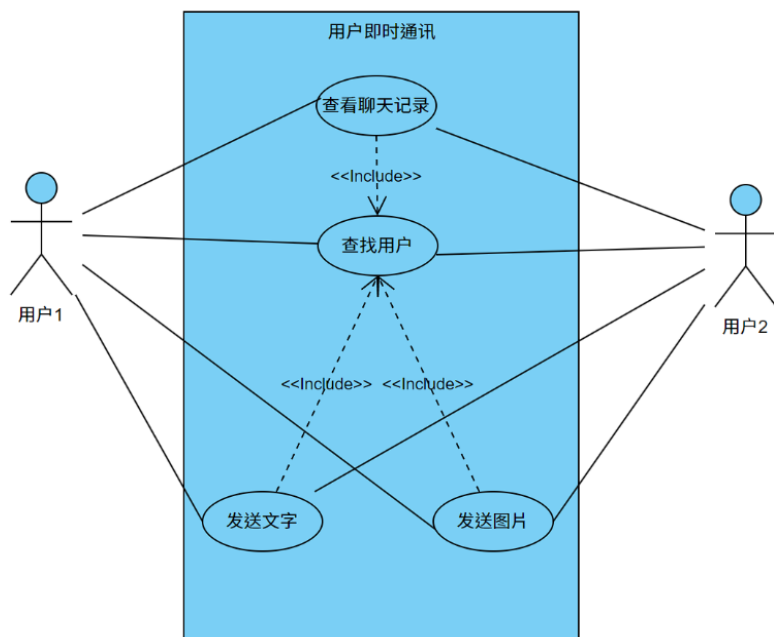 用户即时通讯
查看聊天记录
<<Include>>
查找用户
用户1
用户2
<<Include>>
<<Include>>
发送文字
发送图片